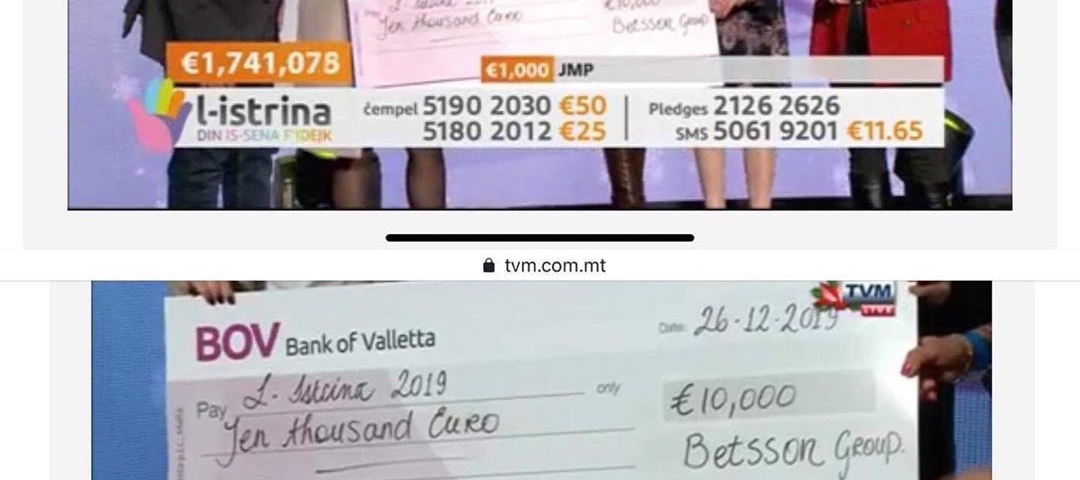 Ten thousand Euro
€10,000
Betsson Group
€1,741,078
€1,000 JMP
l-istrina
DIN IS-SENA F'IDEJK
ċempel 5190 2030 €50
5180 2012 €25
Pledges 2126 2626
SMS 5061 9201 €11.65
tvm.com.mt
TVM
BOV Bank of Valletta
Date: 26-12-2019
Pay L-Istrina 2019 only
Ten thousand Euro
€10,000
Betsson Group.